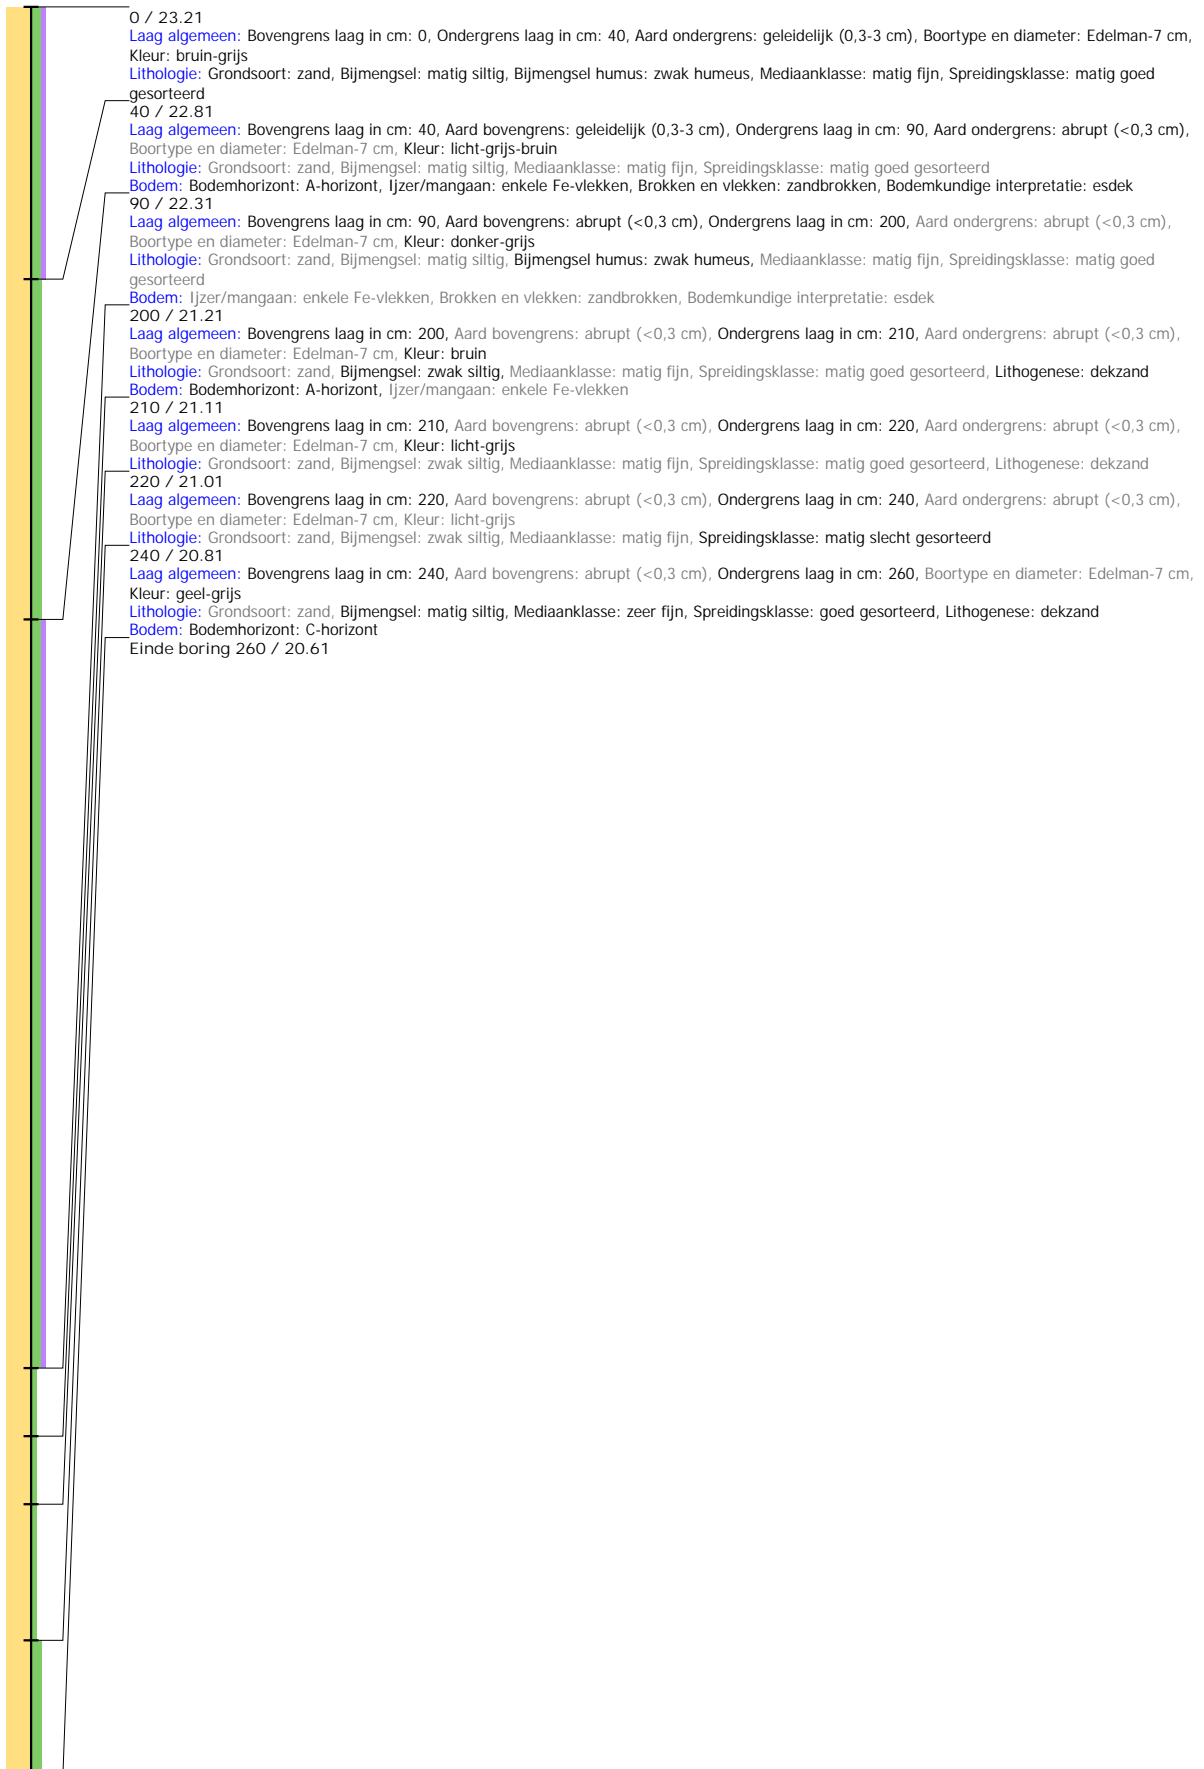 0 / 23.21
Laag algemeen: Bovengrens laag in cm: 0, Ondergrens laag in cm: 40, Aard ondergrens: geleidelijk (0,3-3 cm), Boortype en diameter: Edelman-7 cm,
Kleur: bruin-grijs
Lithologie: Grondsoort: zand, Bijmengsel: matig siltig, Bijmengsel humus: zwak humeus, Mediaanklasse: matig fijn, Spreidingsklasse: matig goed
gesorteerd
40 / 22.81
Laag algemeen: Bovengrens laag in cm: 40, Aard bovengrens: geleidelijk (0,3-3 cm), Ondergrens laag in cm: 90, Aard ondergrens: abrupt (<0,3 cm),
Boortype en diameter: Edelman-7 cm, Kleur: licht-grijs-bruin
Lithologie: Grondsoort: zand, Bijmengsel: matig siltig, Mediaanklasse: matig fijn, Spreidingsklasse: matig goed gesorteerd
Bodem: Bodemhorizont: A-horizont, Ijzer/mangaan: enkele Fe-vlekken, Brokken en vlekken: zandbrokken, Bodemkundige interpretatie: esdek
90 / 22.31
Laag algemeen: Bovengrens laag in cm: 90, Aard bovengrens: abrupt (<0,3 cm), Ondergrens laag in cm: 200, Aard ondergrens: abrupt (<0,3 cm),
Boortype en diameter: Edelman-7 cm, Kleur: donker-grijs
Lithologie: Grondsoort: zand, Bijmengsel: matig siltig, Bijmengsel humus: zwak humeus, Mediaanklasse: matig fijn, Spreidingsklasse: matig goed
gesorteerd
Bodem: Ijzer/mangaan: enkele Fe-vlekken, Brokken en vlekken: zandbrokken, Bodemkundige interpretatie: esdek
200 / 21.21
Laag algemeen: Bovengrens laag in cm: 200, Aard bovengrens: abrupt (<0,3 cm), Ondergrens laag in cm: 210, Aard ondergrens: abrupt (<0,3 cm),
Boortype en diameter: Edelman-7 cm, Kleur: bruin
Lithologie: Grondsoort: zand, Bijmengsel: zwak siltig, Mediaanklasse: matig fijn, Spreidingsklasse: matig goed gesorteerd, Lithogenese: dekzand
Bodem: Bodemhorizont: A-horizont, Ijzer/mangaan: enkele Fe-vlekken
210 / 21.11
Laag algemeen: Bovengrens laag in cm: 210, Aard bovengrens: abrupt (<0,3 cm), Ondergrens laag in cm: 220, Aard ondergrens: abrupt (<0,3 cm),
Boortype en diameter: Edelman-7 cm, Kleur: licht-grijs
Lithologie: Grondsoort: zand, Bijmengsel: zwak siltig, Mediaanklasse: matig fijn, Spreidingsklasse: matig goed gesorteerd, Lithogenese: dekzand
220 / 21.01
Laag algemeen: Bovengrens laag in cm: 220, Aard bovengrens: abrupt (<0,3 cm), Ondergrens laag in cm: 240, Aard ondergrens: abrupt (<0,3 cm),
Boortype en diameter: Edelman-7 cm, Kleur: licht-grijs
Lithologie: Grondsoort: zand, Bijmengsel: zwak siltig, Mediaanklasse: matig fijn, Spreidingsklasse: matig slecht gesorteerd
240 / 20.81
Laag algemeen: Bovengrens laag in cm: 240, Aard bovengrens: abrupt (<0,3 cm), Ondergrens laag in cm: 260, Boortype en diameter: Edelman-7 cm,
Kleur: geel-grijs
Lithologie: Grondsoort: zand, Bijmengsel: matig siltig, Mediaanklasse: zeer fijn, Spreidingsklasse: goed gesorteerd, Lithogenese: dekzand
Bodem: Bodemhorizont: C-horizont
Einde boring 260 / 20.61